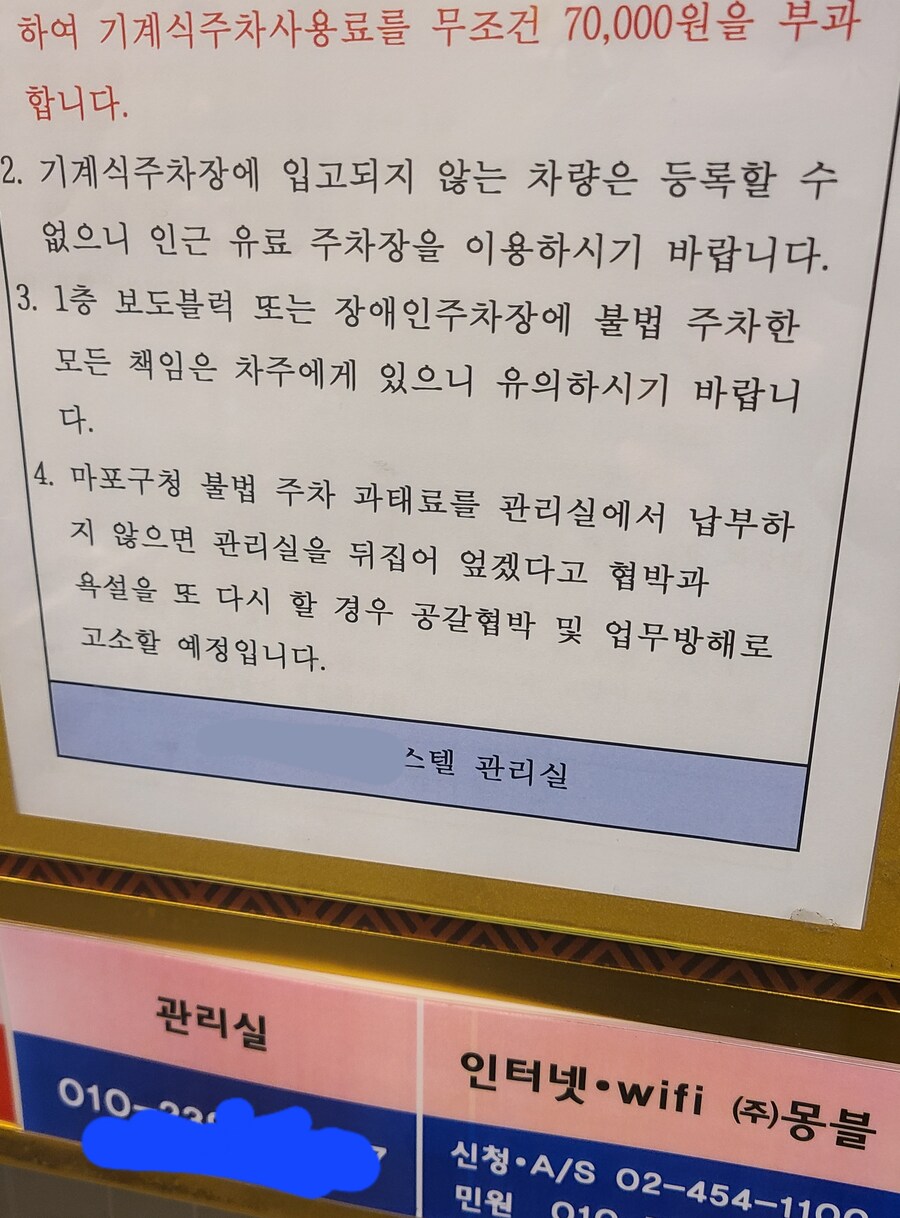 하여 기계식주차사용료를 무조건 70,000원을 부과
합니다.
2. 기계식주차장에 입고되지 않는 차량은 등록할 수
없으니 인근 유료 주차장을 이용하시기 바랍니다.
3. 1층 보도블럭 또는 장애인주차장에 불법 주차한
모든 책임은 차주에게 있으니 유의하시기 바랍니
다.
4. 마포구청 불법 주차 과태료를 관리실에서 납부하
지 않으면 관리실을 뒤집어 엎겠다고 협박과
욕설을 또 다시 할 경우 공갈협박 및 업무방해로
고소할 예정입니다.
스텔 관리실
관리실
010-
인터넷•wifi (주)몽블
신청•A/S 02-454-1100
민원 010